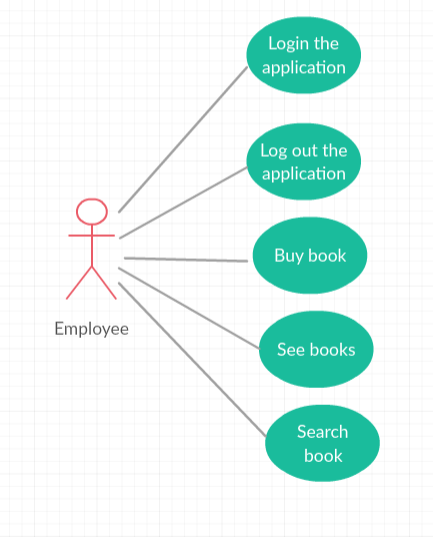 Login the
application
Log out the
application
Buy book
Employee
See books
Search
book